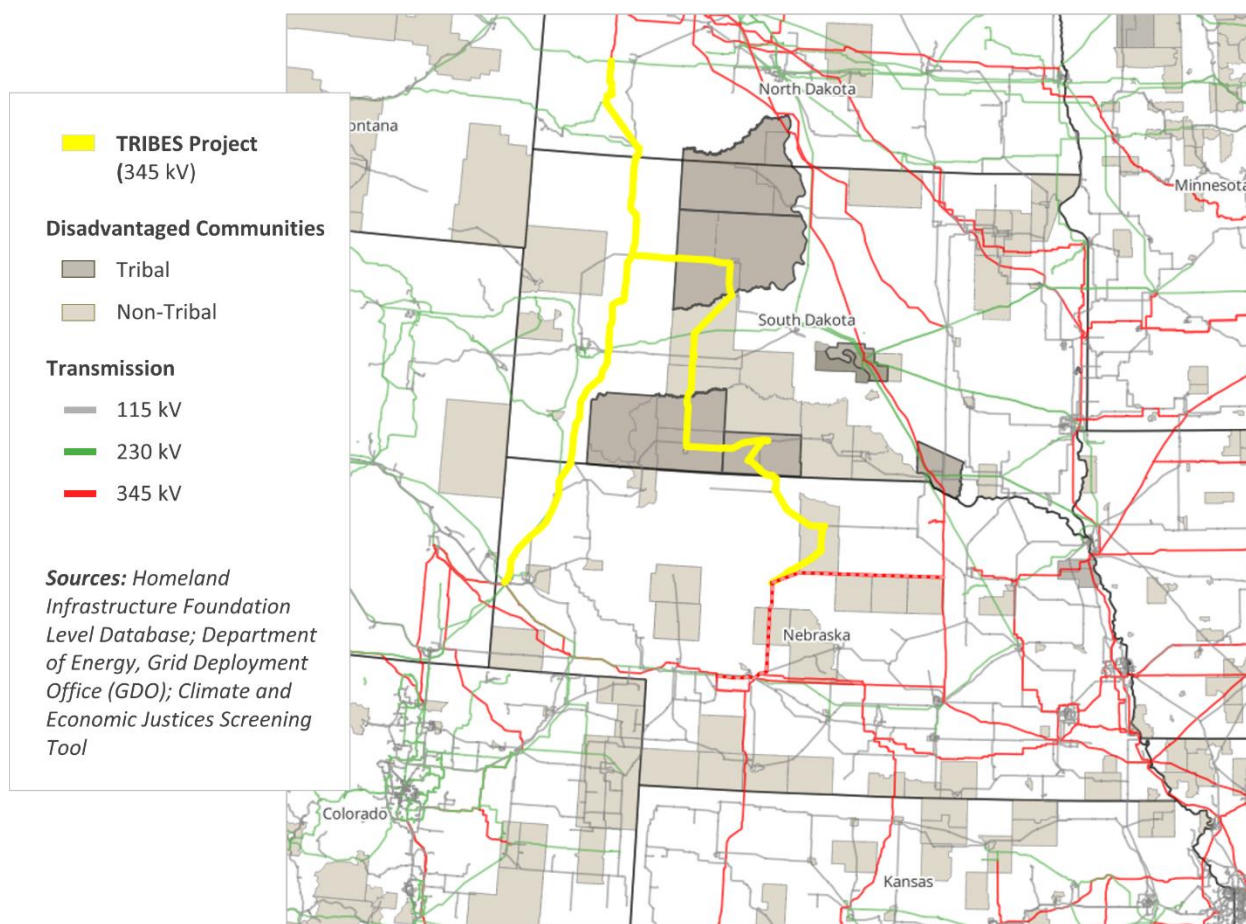 TRIBES Project
(345 kV)
Disadvantaged Communities
Tribal
Non-Tribal
Transmission
115 kV
230 kV
345 kV
Sources: Homeland
Infrastructure Foundation
Level Database; Department
of Energy, Grid Deployment
Office (GDO); Climate and
Economic Justices Screening
Tool
ontana
North Dakota
Minnesota
South Dakota
Nebraska
Colorado
Kansas